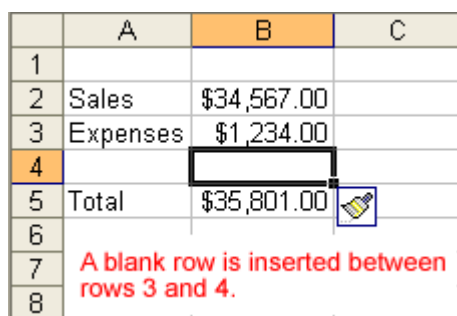 A B C
1
2 Sales $34,567.00
3 Expenses $1,234.00
4
5 Total $35,801.00
6
7 A blank row is inserted between
8 rows 3 and 4.